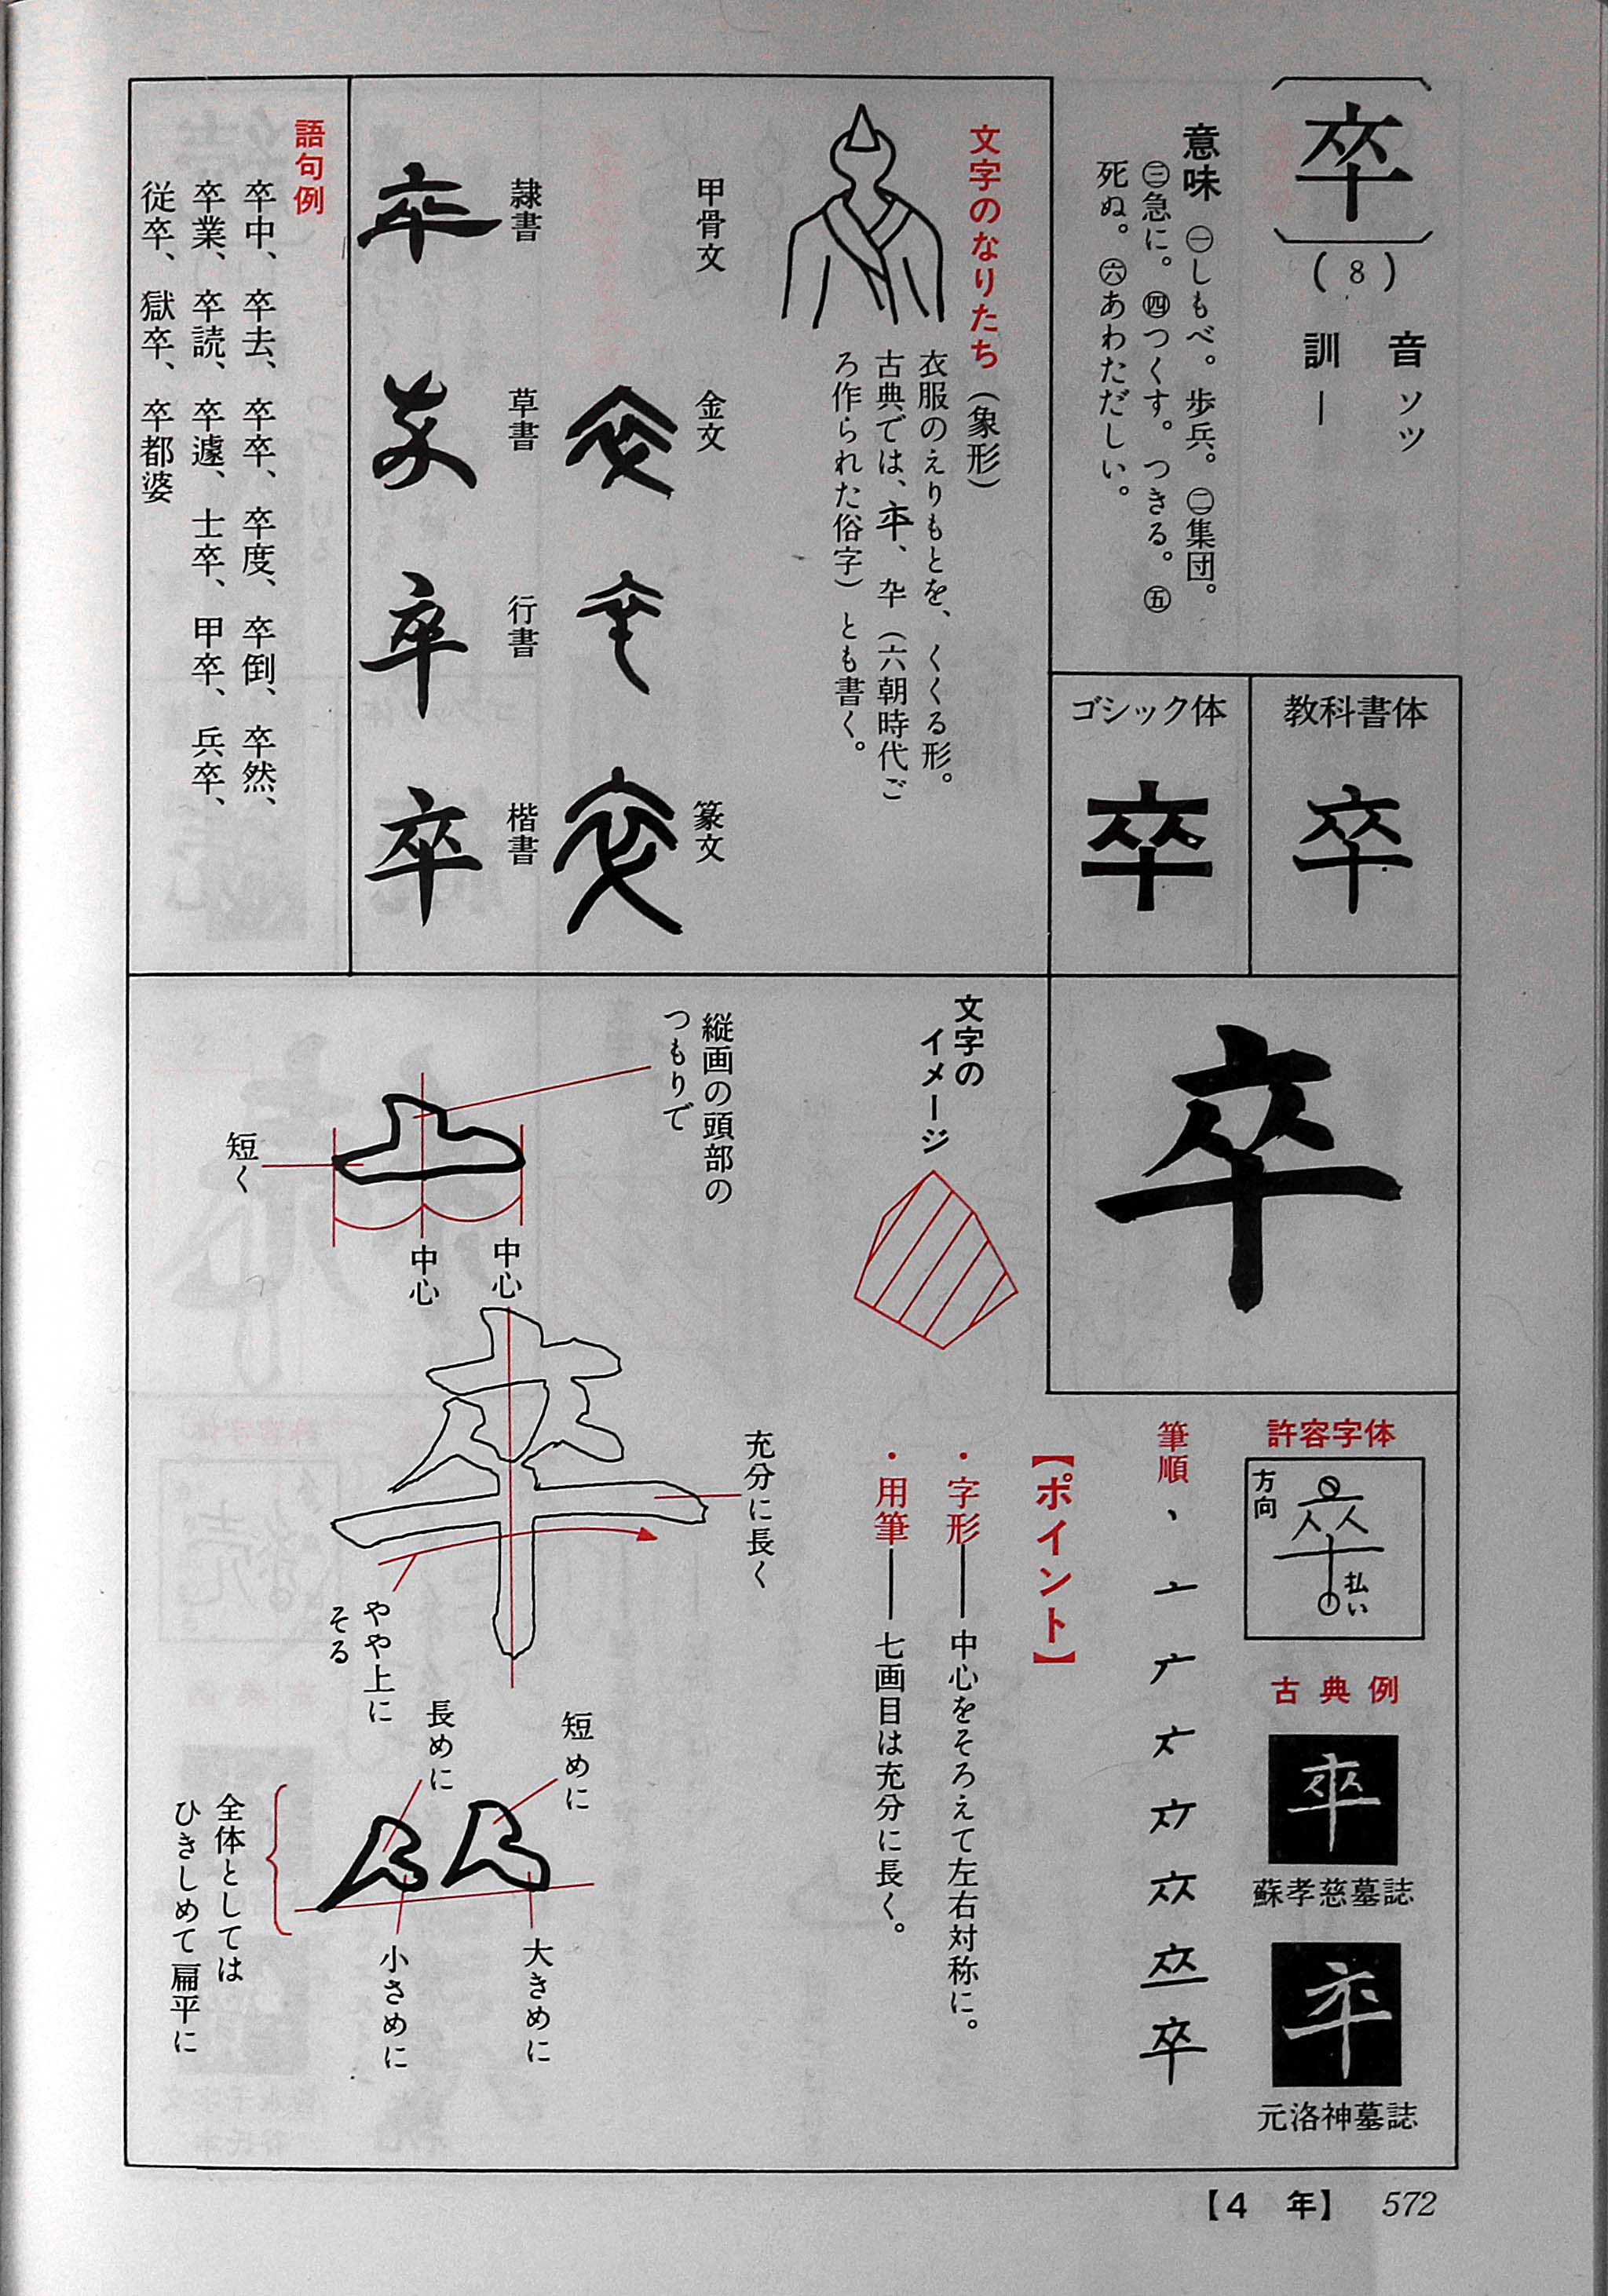 卒
(8)
音 ソツ
訓 ―
意味 ㊀しもべ。歩兵。㊁集団。
㊂急に。㊃つくす。つきる。㊄
死ぬ。㊅あわただしい。
教科書体
卒
ゴシック体
卒
文字のなりたち(象形)
衣服のえりもとを、くくる形。
古典では、卆、卆(六朝時代ご
ろ作られた俗字)とも書く。
甲骨文
金文
篆文
隷書
草書
行書
楷書
卒
卒
卒
卒
語句例
卒中、卒去、卒卒、卒度、卒倒、卒然、
卒業、卒読、卒遽、士卒、甲卒、兵卒、
従卒、獄卒、卒都婆
卒
許容字体
方向
払い
古典例
蘇孝慈墓誌
元洛神墓誌
筆順
卒
【ポイント】
・字形―中心をそろえて左右対称に。
・用筆―七画目は充分に長く。
文字の
イメージ
縦画の頭部の
つもりで
短く
中心
中心
充分に長く
やや上に
そる
短めに
長めに
大きめに
小さめに
全体としては
ひきしめて扁平に
【4 年】 572